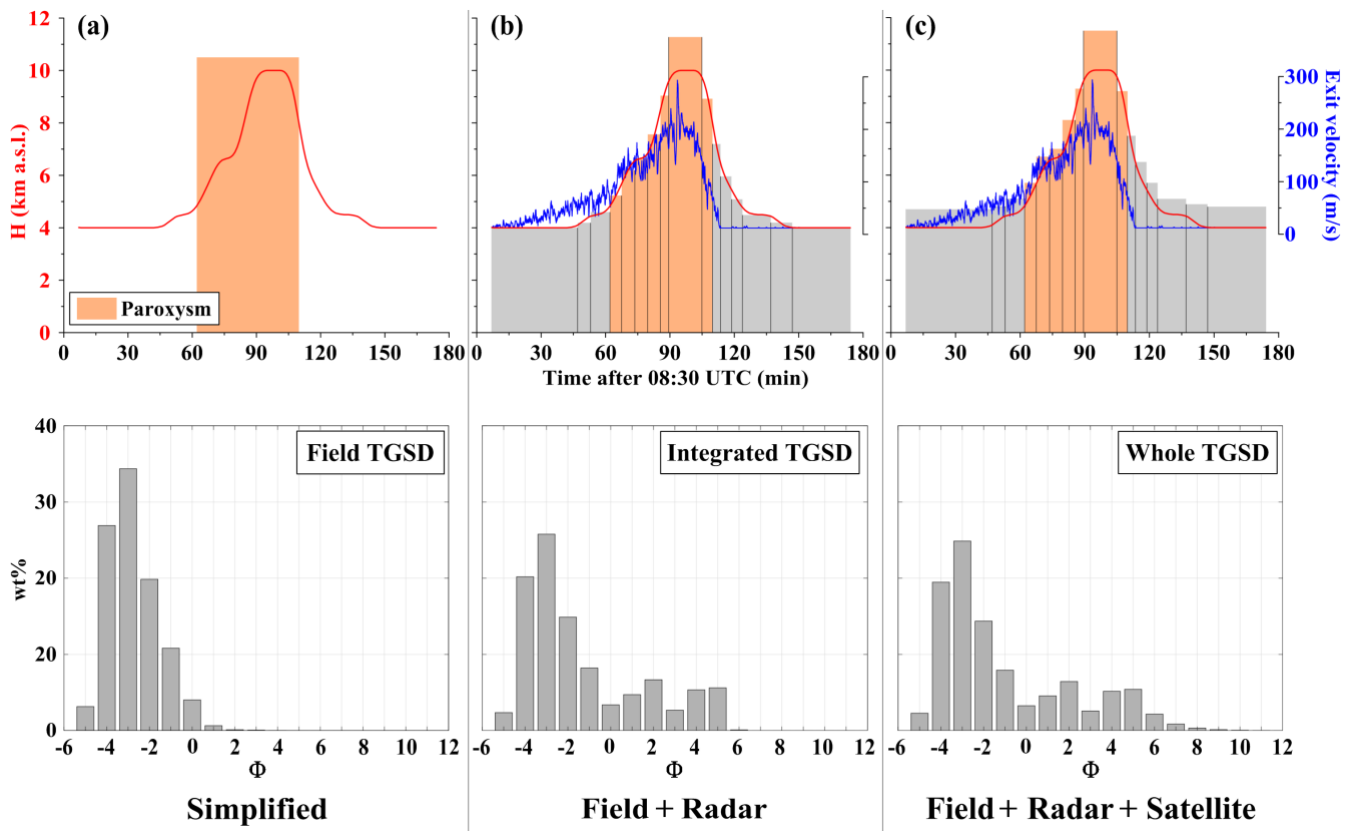 (a)
(b)
(c)
H (km a.s.l.)
12
10
8
6
4
2
0
Paroxysm
0 30 60 90 120 150 180
0 30 60 90 120 150 180
0 30 60 90 120 150 180
Time after 08:30 UTC (min)
300
200
100
0
Exit velocity (m/s)
wt%
40
30
20
20
0
Field TGSD
Integrated TGSD
Whole TGSD
-6 -4 -2 0 2 4 6 8 10 12
-6 -4 -2 0 2 4 6 8 10 12
-6 -4 -2 0 2 4 6 8 10 12
Φ
Φ
Φ
Simplified
Field + Radar
Field + Radar + Satellite